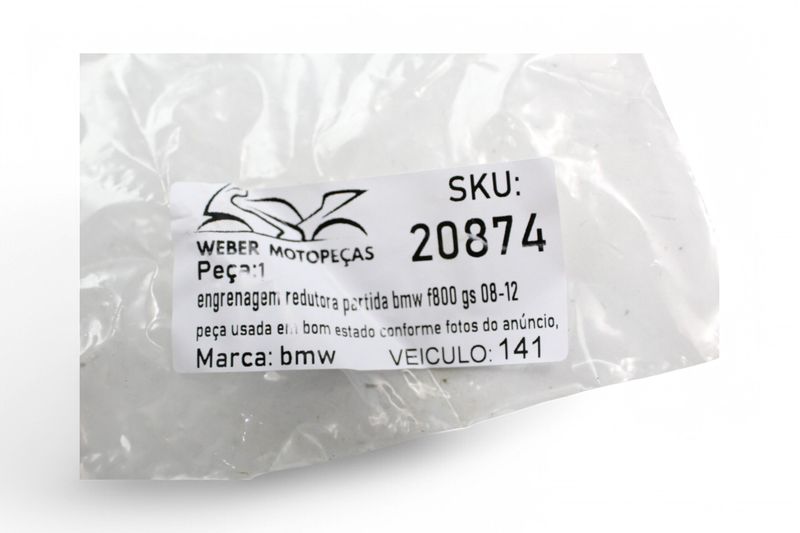 SKU:
20874
WEBER MOTOPEÇAS
Peça:1
engrenagem redutora partida bmw f800 gs 08-12
peça usada em bom estado conforme fotos do anúncio,
Marca: bmw VEICULO: 141